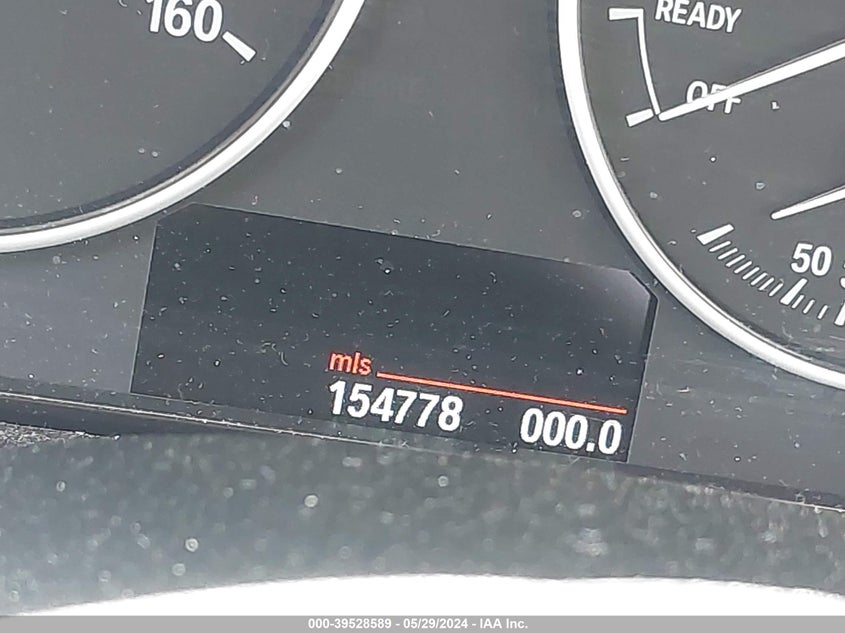 160
READY
OFF
50
mls
154778 000.0
000-39528589 - 05/29/2024 - IAA Inc.